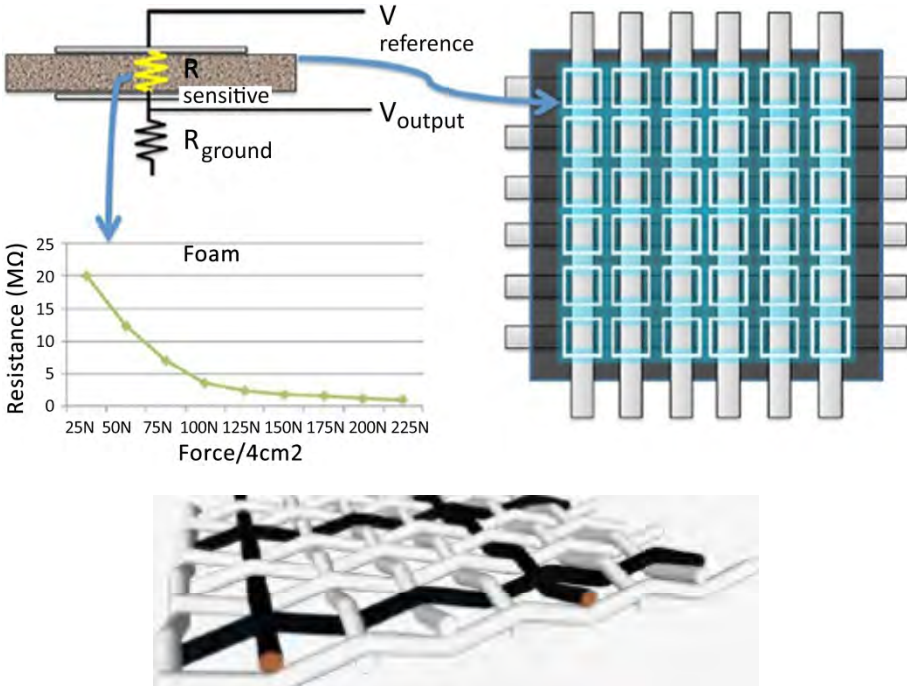 V
reference
R
sensitive
V output
R ground
Foam
Resistance (MΩ)
25
20
15
10
5
0
25N 50N 75N 100N 125N 150N 175N 200N 225N
Force/4cm2